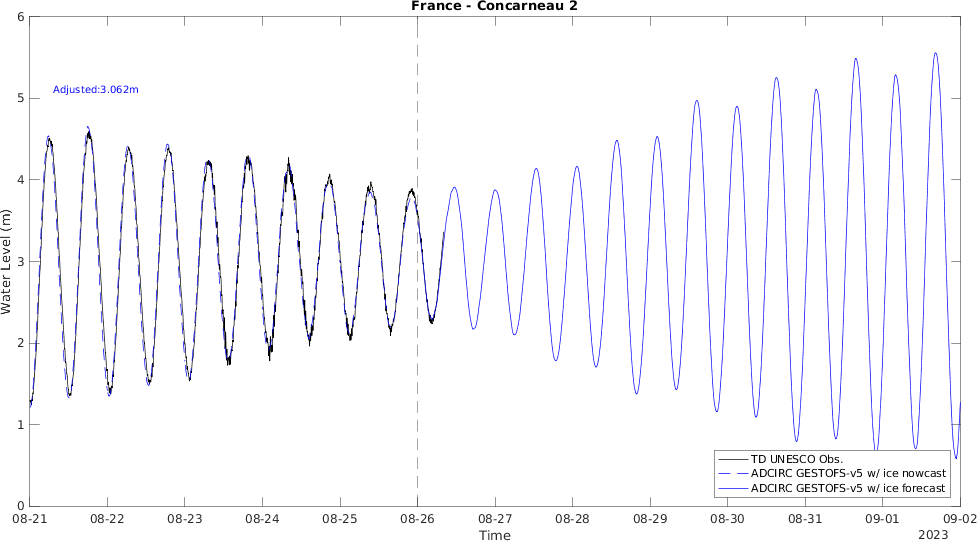 France - Concarneau 2
6
5
4
3
2
1
0
Water Level (m)
Adjusted:3.062m
TD UNESCO Obs.
ADCIRC GESTOFS-v5 w/ ice nowcast
ADCIRC GESTOFS-v5 w/ ice forecast
08-21 08-22 08-23 08-24 08-25 08-26 08-27 08-28 08-29 08-30 08-31 09-01 09-02
Time
2023